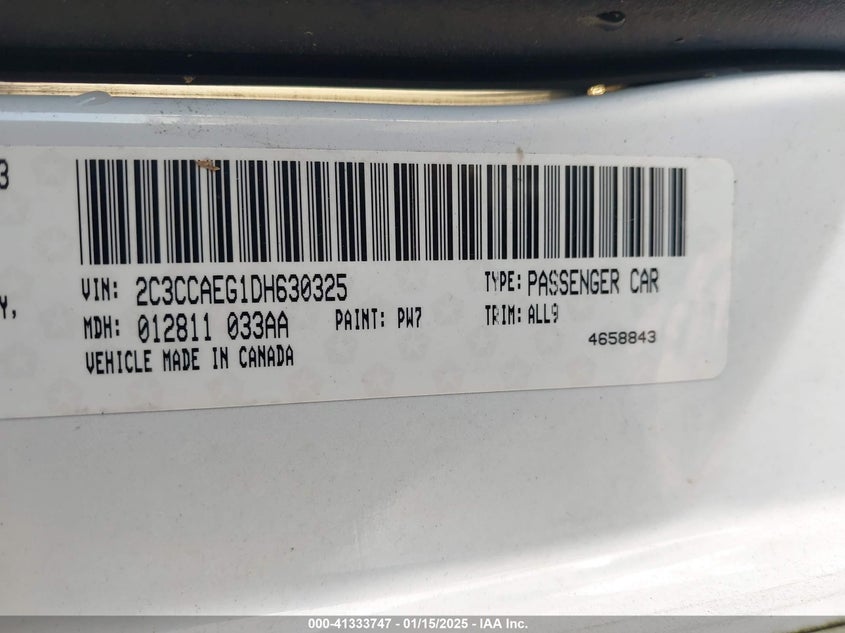 3
Y,
VIN: 2C3CCAEG1DH630325 TYPE: PASSENGER CAR
MDH: 012811 033AA PAINT: PW7 TRIM: ALL9
VEHICLE MADE IN CANADA 4658843
000-41333747 - 01/15/2025 - IAA Inc.